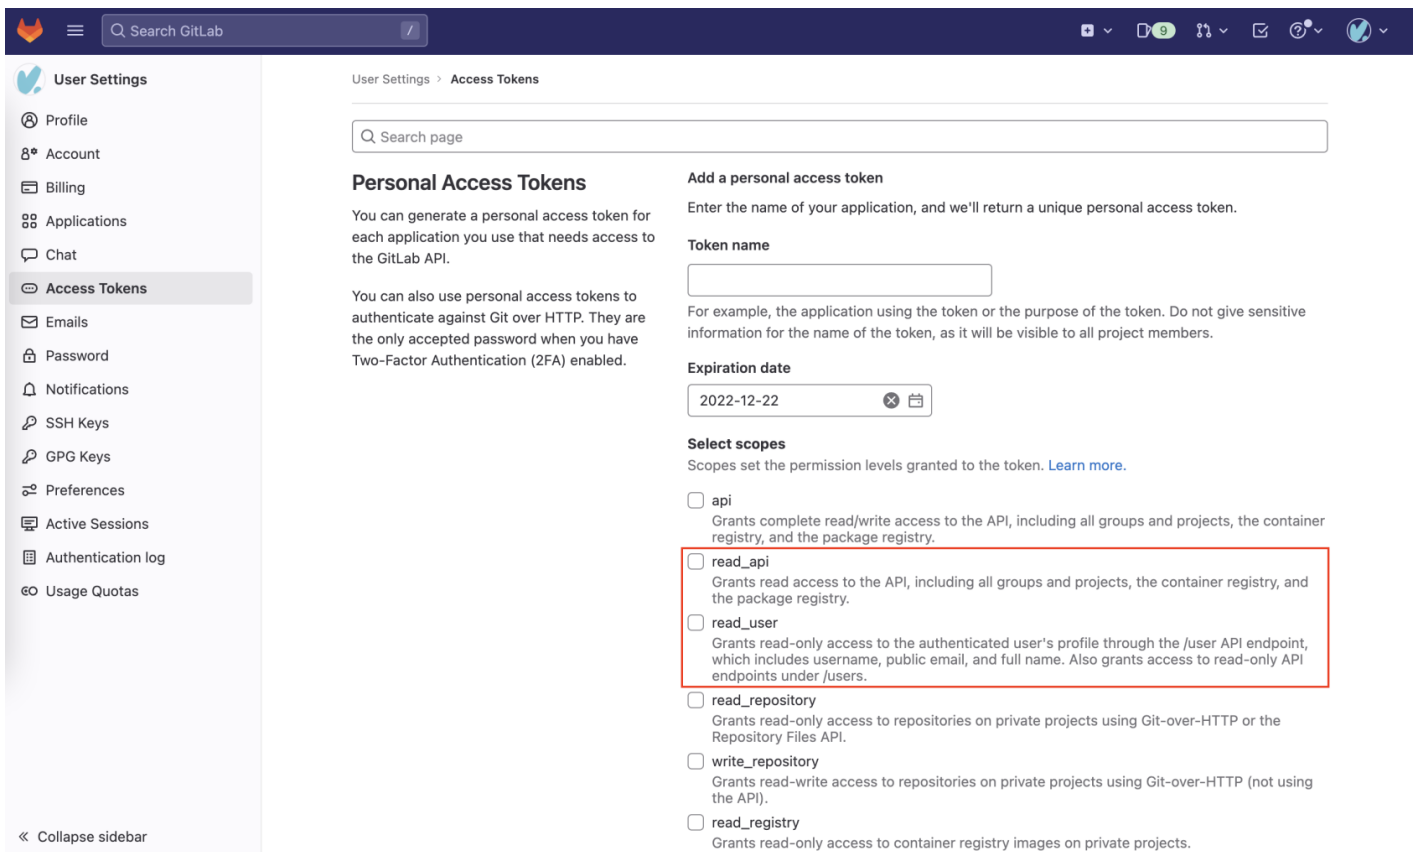 Search GitLab
/
9
User Settings
Profile
Account
Billing
Applications
Chat
Access Tokens
Emails
Password
Notifications
SSH Keys
GPG Keys
Preferences
Active Sessions
Authentication log
Usage Quotas
Collapse sidebar
User Settings > Access Tokens
Search page
Personal Access Tokens
You can generate a personal access token for
each application you use that needs access to
the GitLab API.
You can also use personal access tokens to
authenticate against Git over HTTP. They are
the only accepted password when you have
Two-Factor Authentication (2FA) enabled.
Add a personal access token
Enter the name of your application, and we'll return a unique personal access token.
Token name
For example, the application using the token or the purpose of the token. Do not give sensitive
information for the name of the token, as it will be visible to all project members.
Expiration date
2022-12-22
Select scopes
Scopes set the permission levels granted to the token. Learn more.
api
Grants complete read/write access to the API, including all groups and projects, the container
registry, and the package registry.
read_api
Grants read access to the API, including all groups and projects, the container registry, and
the package registry.
read_user
Grants read-only access to the authenticated user's profile through the /user API endpoint,
which includes username, public email, and full name. Also grants access to read-only API
endpoints under /users.
read_repository
Grants read-only access to repositories on private projects using Git-over-HTTP or the
Repository Files API.
write_repository
Grants read-write access to repositories on private projects using Git-over-HTTP (not using
the API).
read_registry
Grants read-only access to container registry images on private projects.